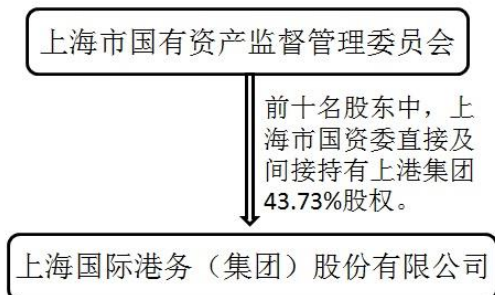 上海市国有资产监督管理委员会
前十名股东中，上
海市国资委直接及
间接持有上港集团
43.73%股权。
上海国际港务（集团）股份有限公司